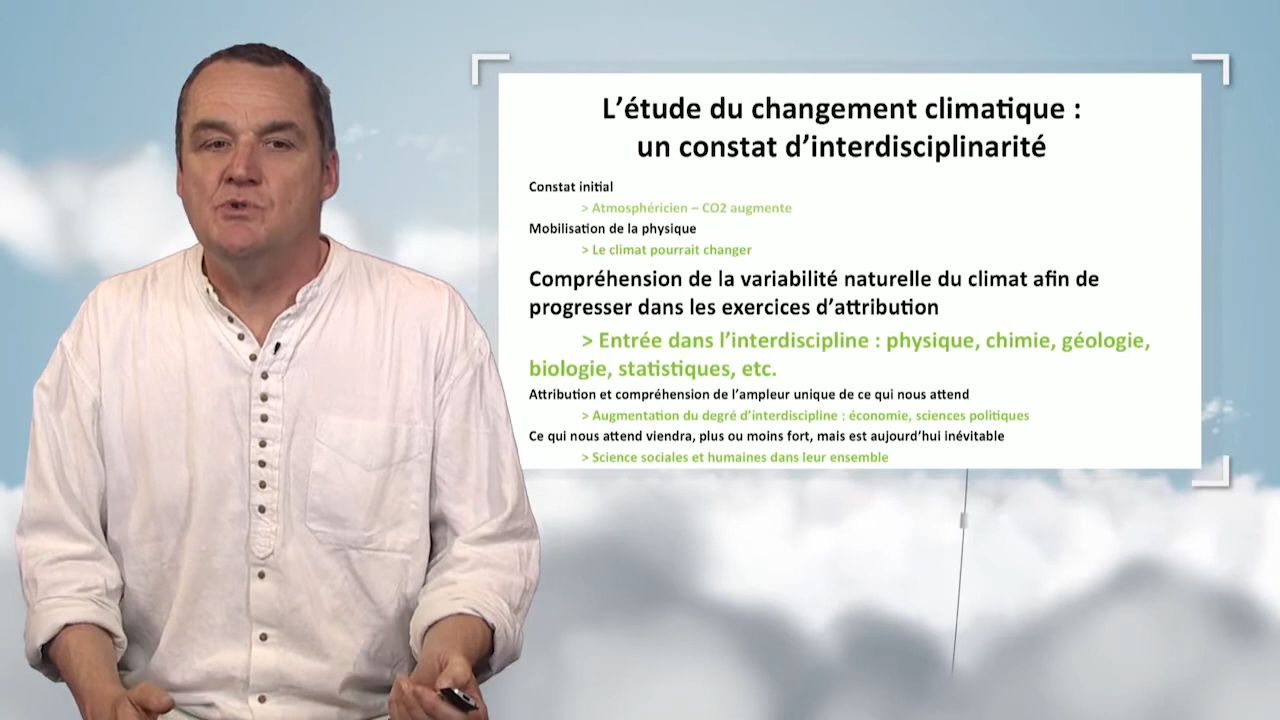 L'étude du changement climatique :
un constat d'interdisciplinarité
Constat initial
> Atmosphéricien – CO2 augmente
Mobilisation de la physique
> Le climat pourrait changer
Compréhension de la variabilité naturelle du climat afin de
progresser dans les exercices d'attribution
> Entrée dans l'interdiscipline : physique, chimie, géologie,
biologie, statistiques, etc.
Attribution et compréhension de l'ampleur unique de ce qui nous attend
> Augmentation du degré d'interdiscipline : économie, sciences politiques
Ce qui nous attend viendra, plus ou moins fort, mais est aujourd'hui inévitable
> Science sociales et humaines dans leur ensemble